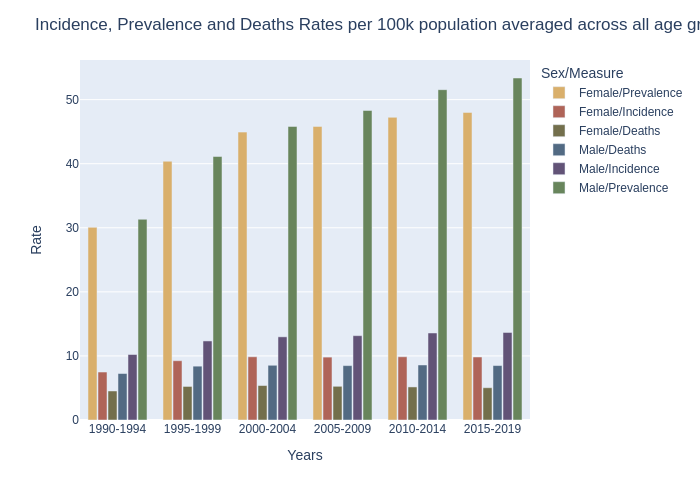 Incidence, Prevalence and Deaths Rates per 100k population averaged across all age
Sex/Measure
Female/Prevalence
Female/Incidence
Female/Deaths
Male/Deaths
Male/Incidence
Male/Prevalence
Rate
50
40
30
20
10
0
1990-1994 1995-1999 2000-2004 2005-2009 2010-2014 2015-2019
Years